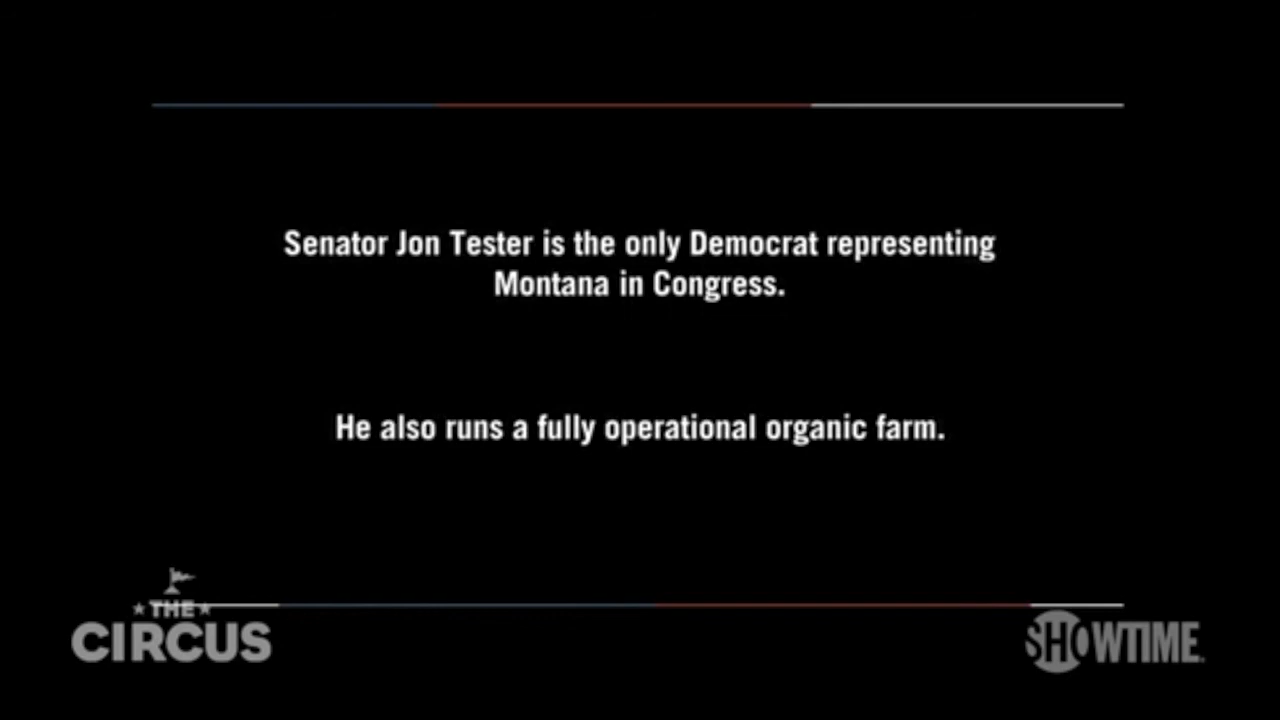 Senator Jon Tester is the only Democrat representing
Montana in Congress.
He also runs a fully operational organic farm.
THE
CIRCUS
SHOWTIME